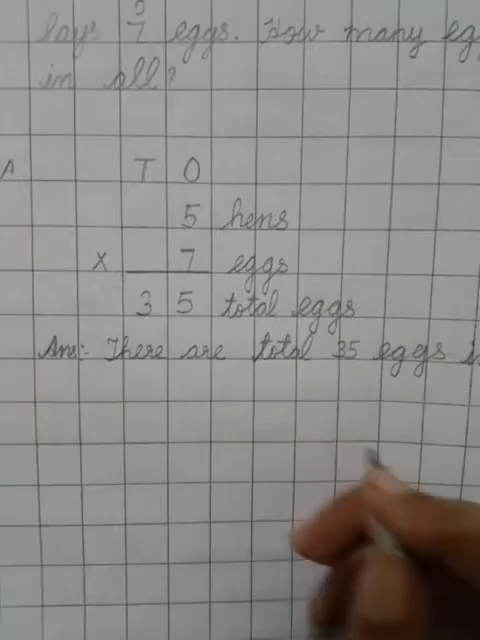 lays 7 eggs. How many
in all?
T O
5 hens
x 7 eggs
3 5 total eggs
Ans:- There are total 35 eggs